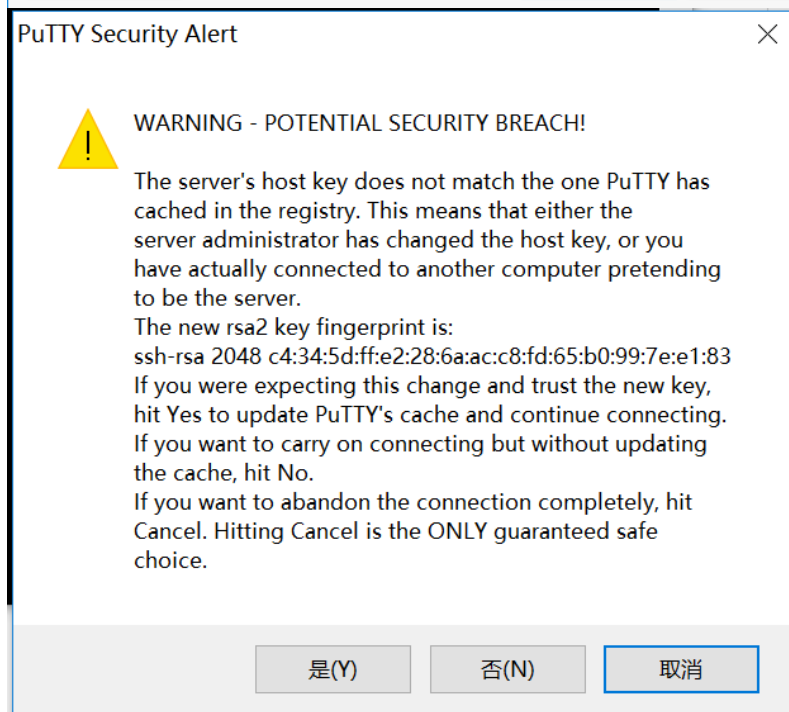 PuTTY Security Alert
WARNING - POTENTIAL SECURITY BREACH!
The server's host key does not match the one PuTTY has
cached in the registry. This means that either the
server administrator has changed the host key, or you
have actually connected to another computer pretending
to be the server.
The new rsa2 key fingerprint is:
ssh-rsa 2048 c4:34:5d:ff:e2:28:6a:ac:c8:fd:65:b0:99:7e:e1:83
If you were expecting this change and trust the new key,
hit Yes to update PuTTY's cache and continue connecting.
If you want to carry on connecting but without updating
the cache, hit No.
If you want to abandon the connection completely, hit
Cancel. Hitting Cancel is the ONLY guaranteed safe
choice.
是(Y) 否(N) 取消